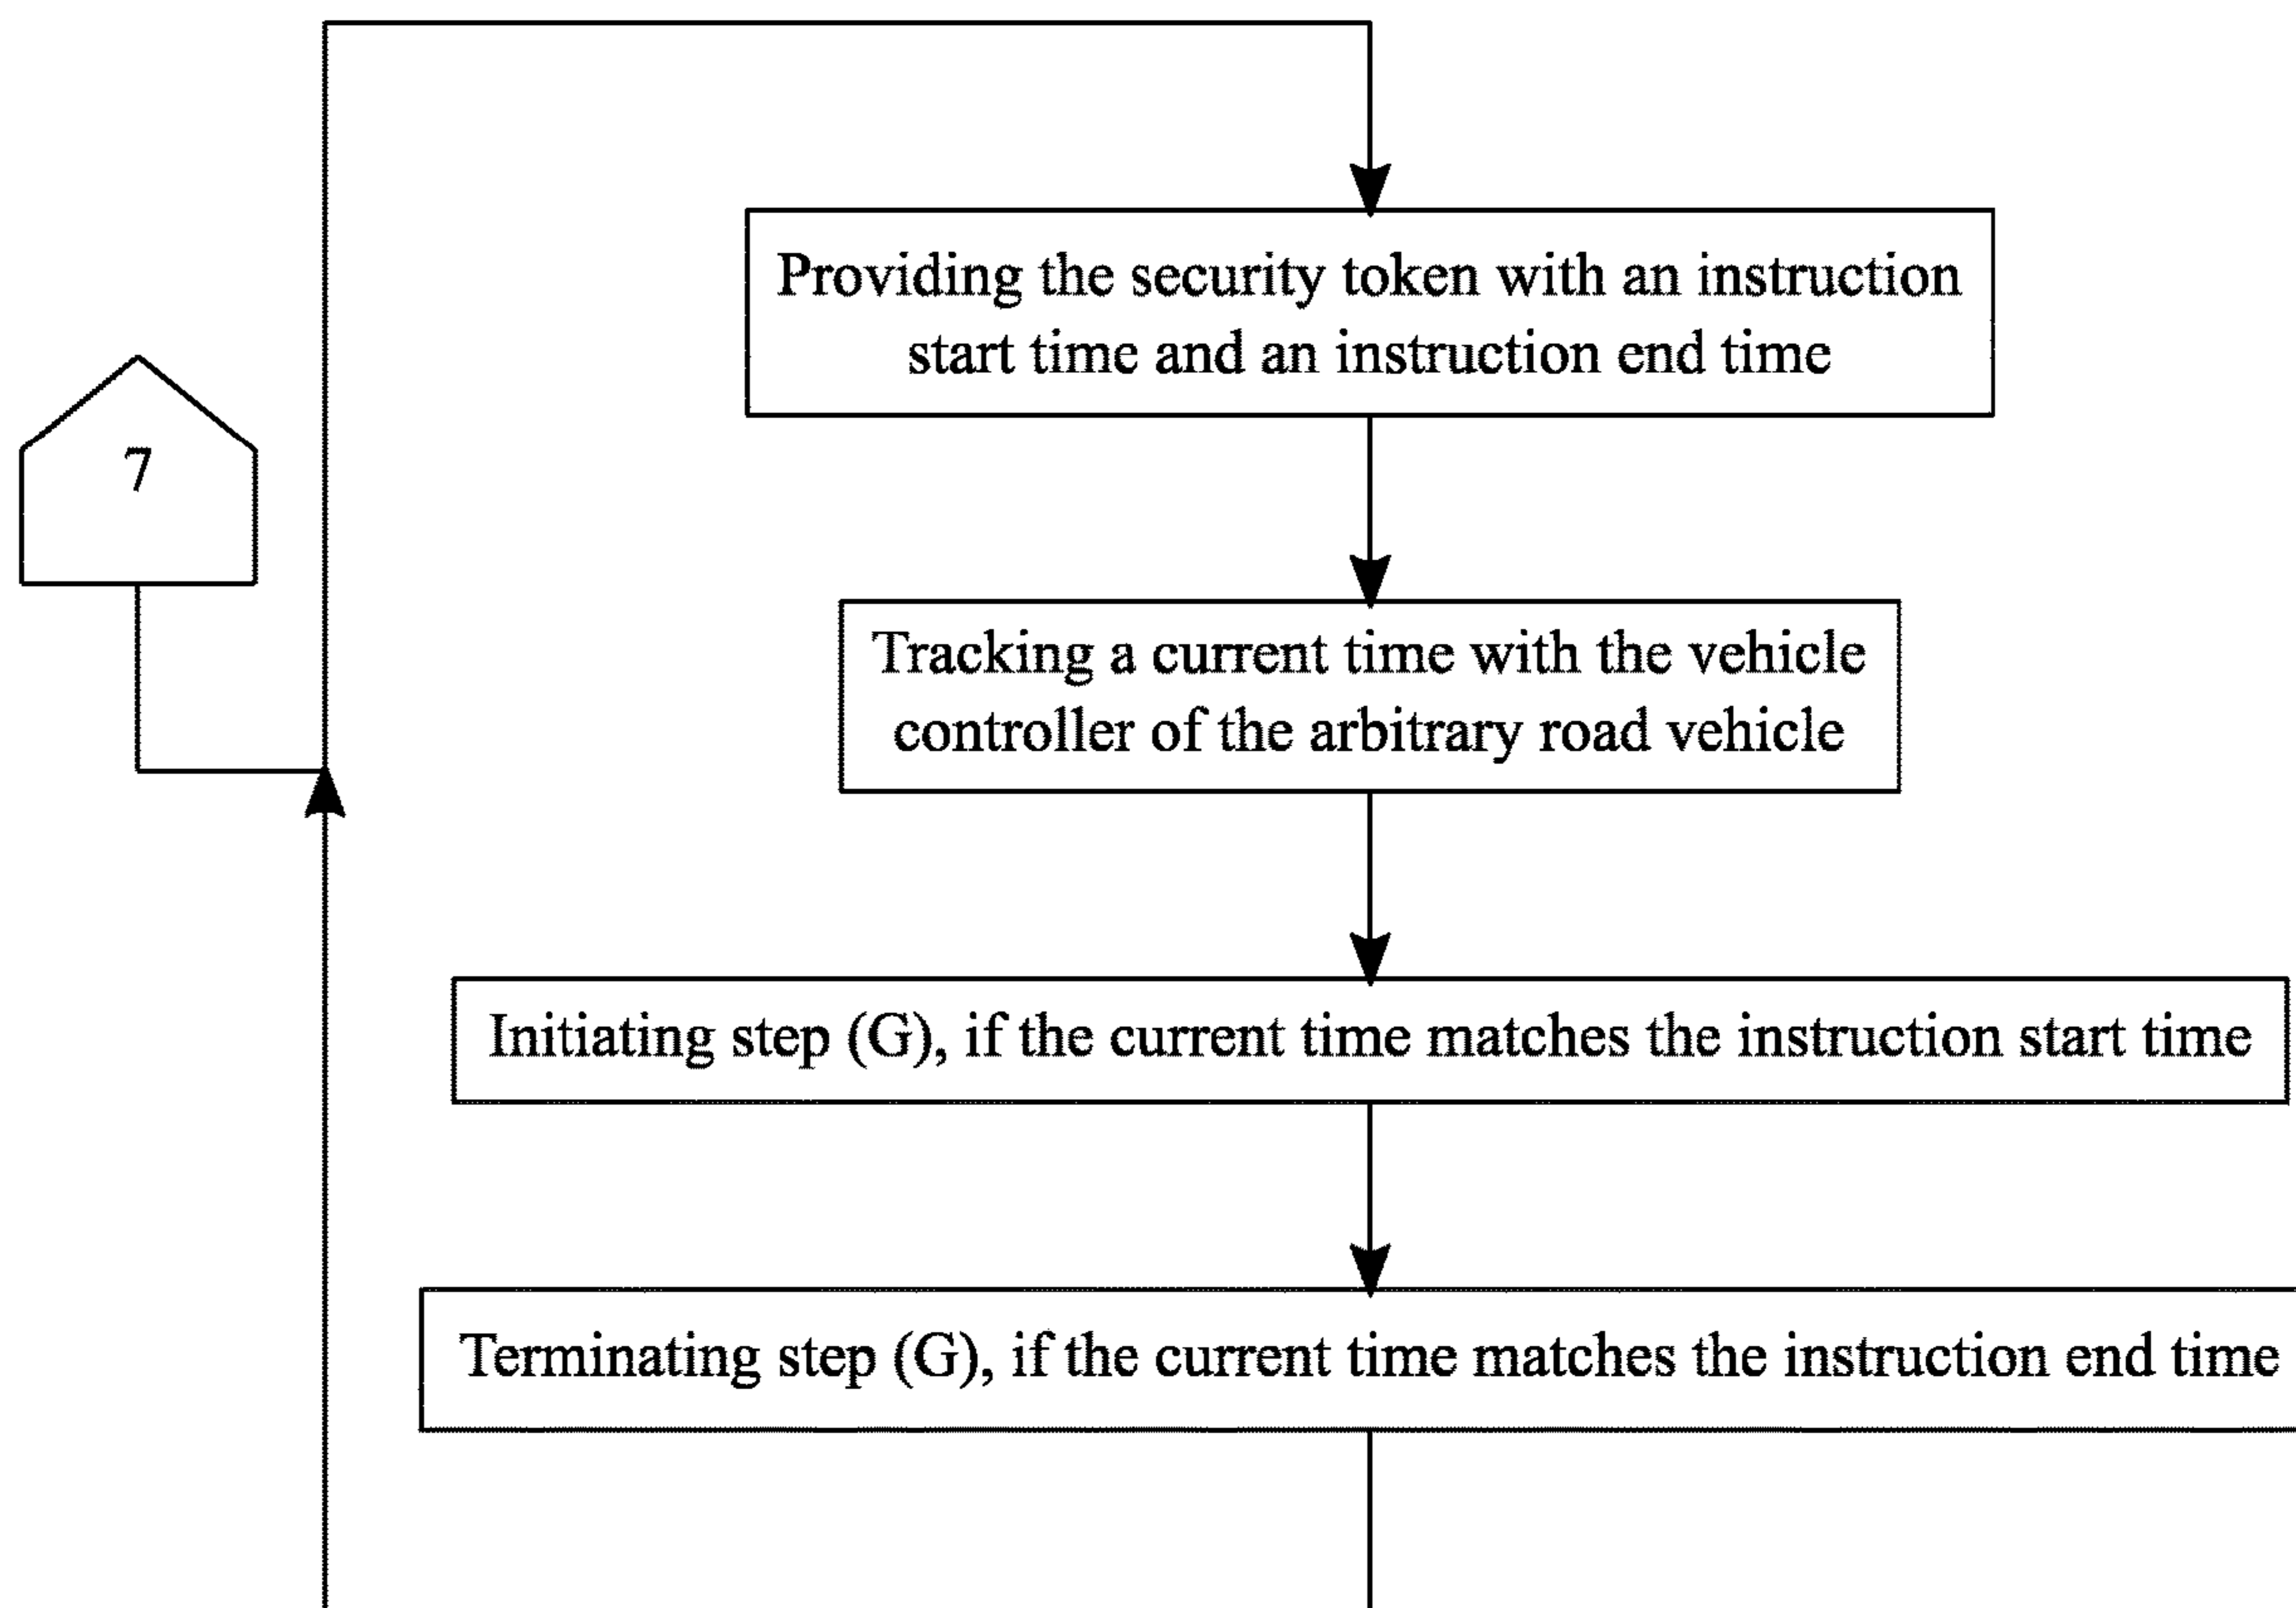 Providing the security token with an instruction
start time and an instruction end time
7
Tracking a current time with the vehicle
controller of the arbitrary road vehicle
Initiating step (G), if the current time matches the instruction start time
Terminating step (G), if the current time matches the instruction end time